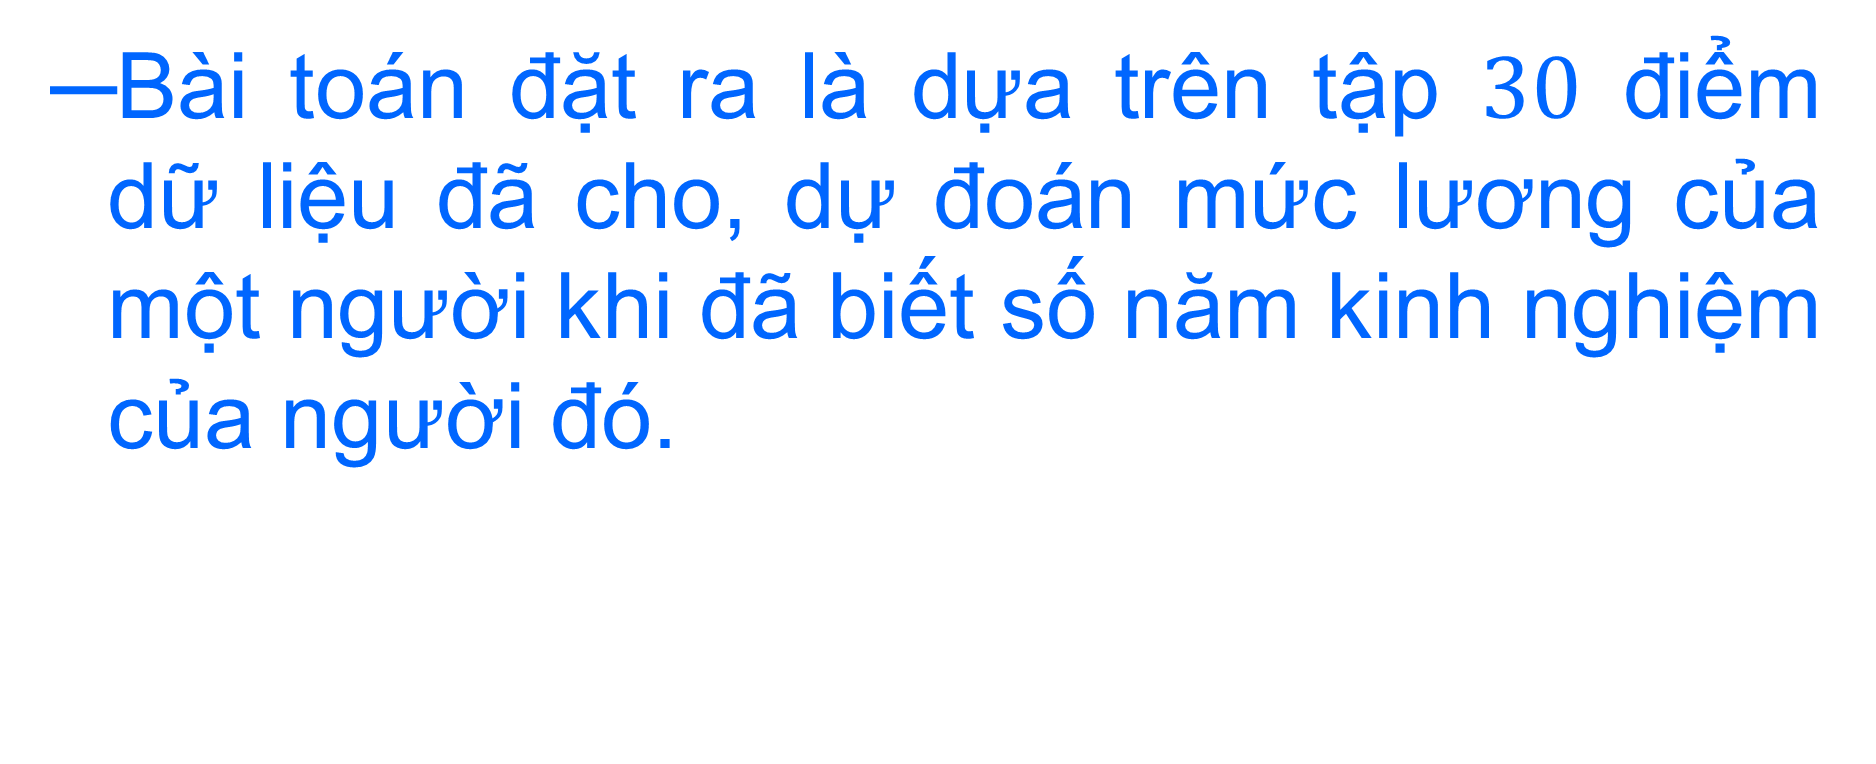 –Bài toán đặt ra là dựa trên tập 30 điểm
dữ liệu đã cho, dự đoán mức lương của
một người khi đã biết số năm kinh nghiệm
của người đó.